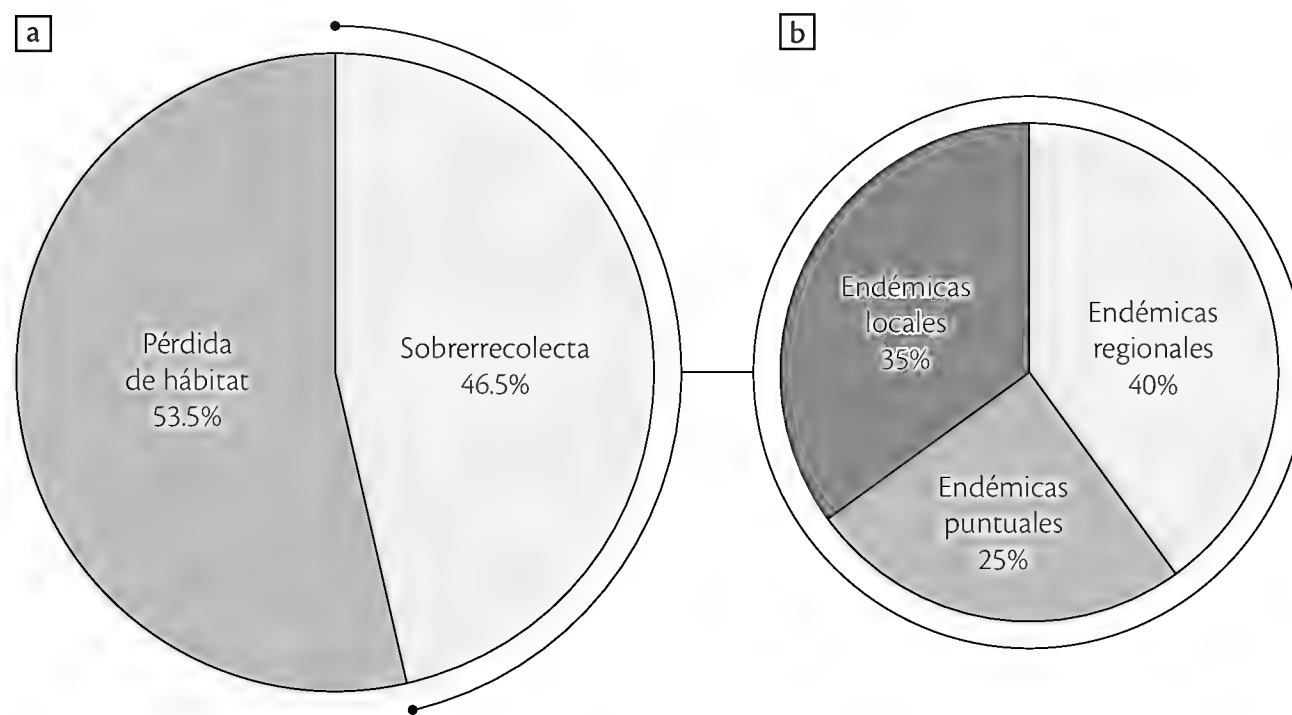 a
Pérdida
de hábitat
53.5%
Sobrerrecolecta
46.5%
b
Endémicas
locales
35%
Endémicas
regionales
40%
Endémicas
puntuales
25%